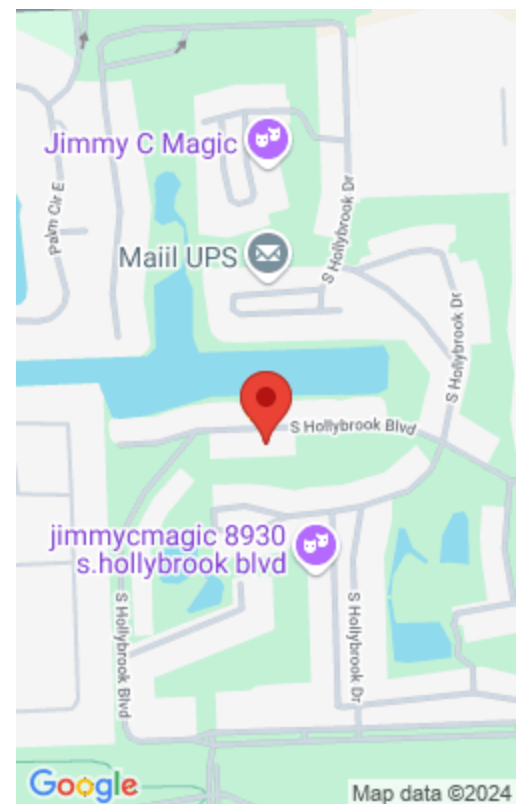 Jimmy C Magic
Palm Cir E
S Hollybrook Dr
Maiil UPS
S Hollybrook Dr
S Hollybrook Blvd
jimmycmagic 8930
s.hollybrook blvd
S Hollybrook Blvd
S Hollybrook Dr
Google
Map data ©2024